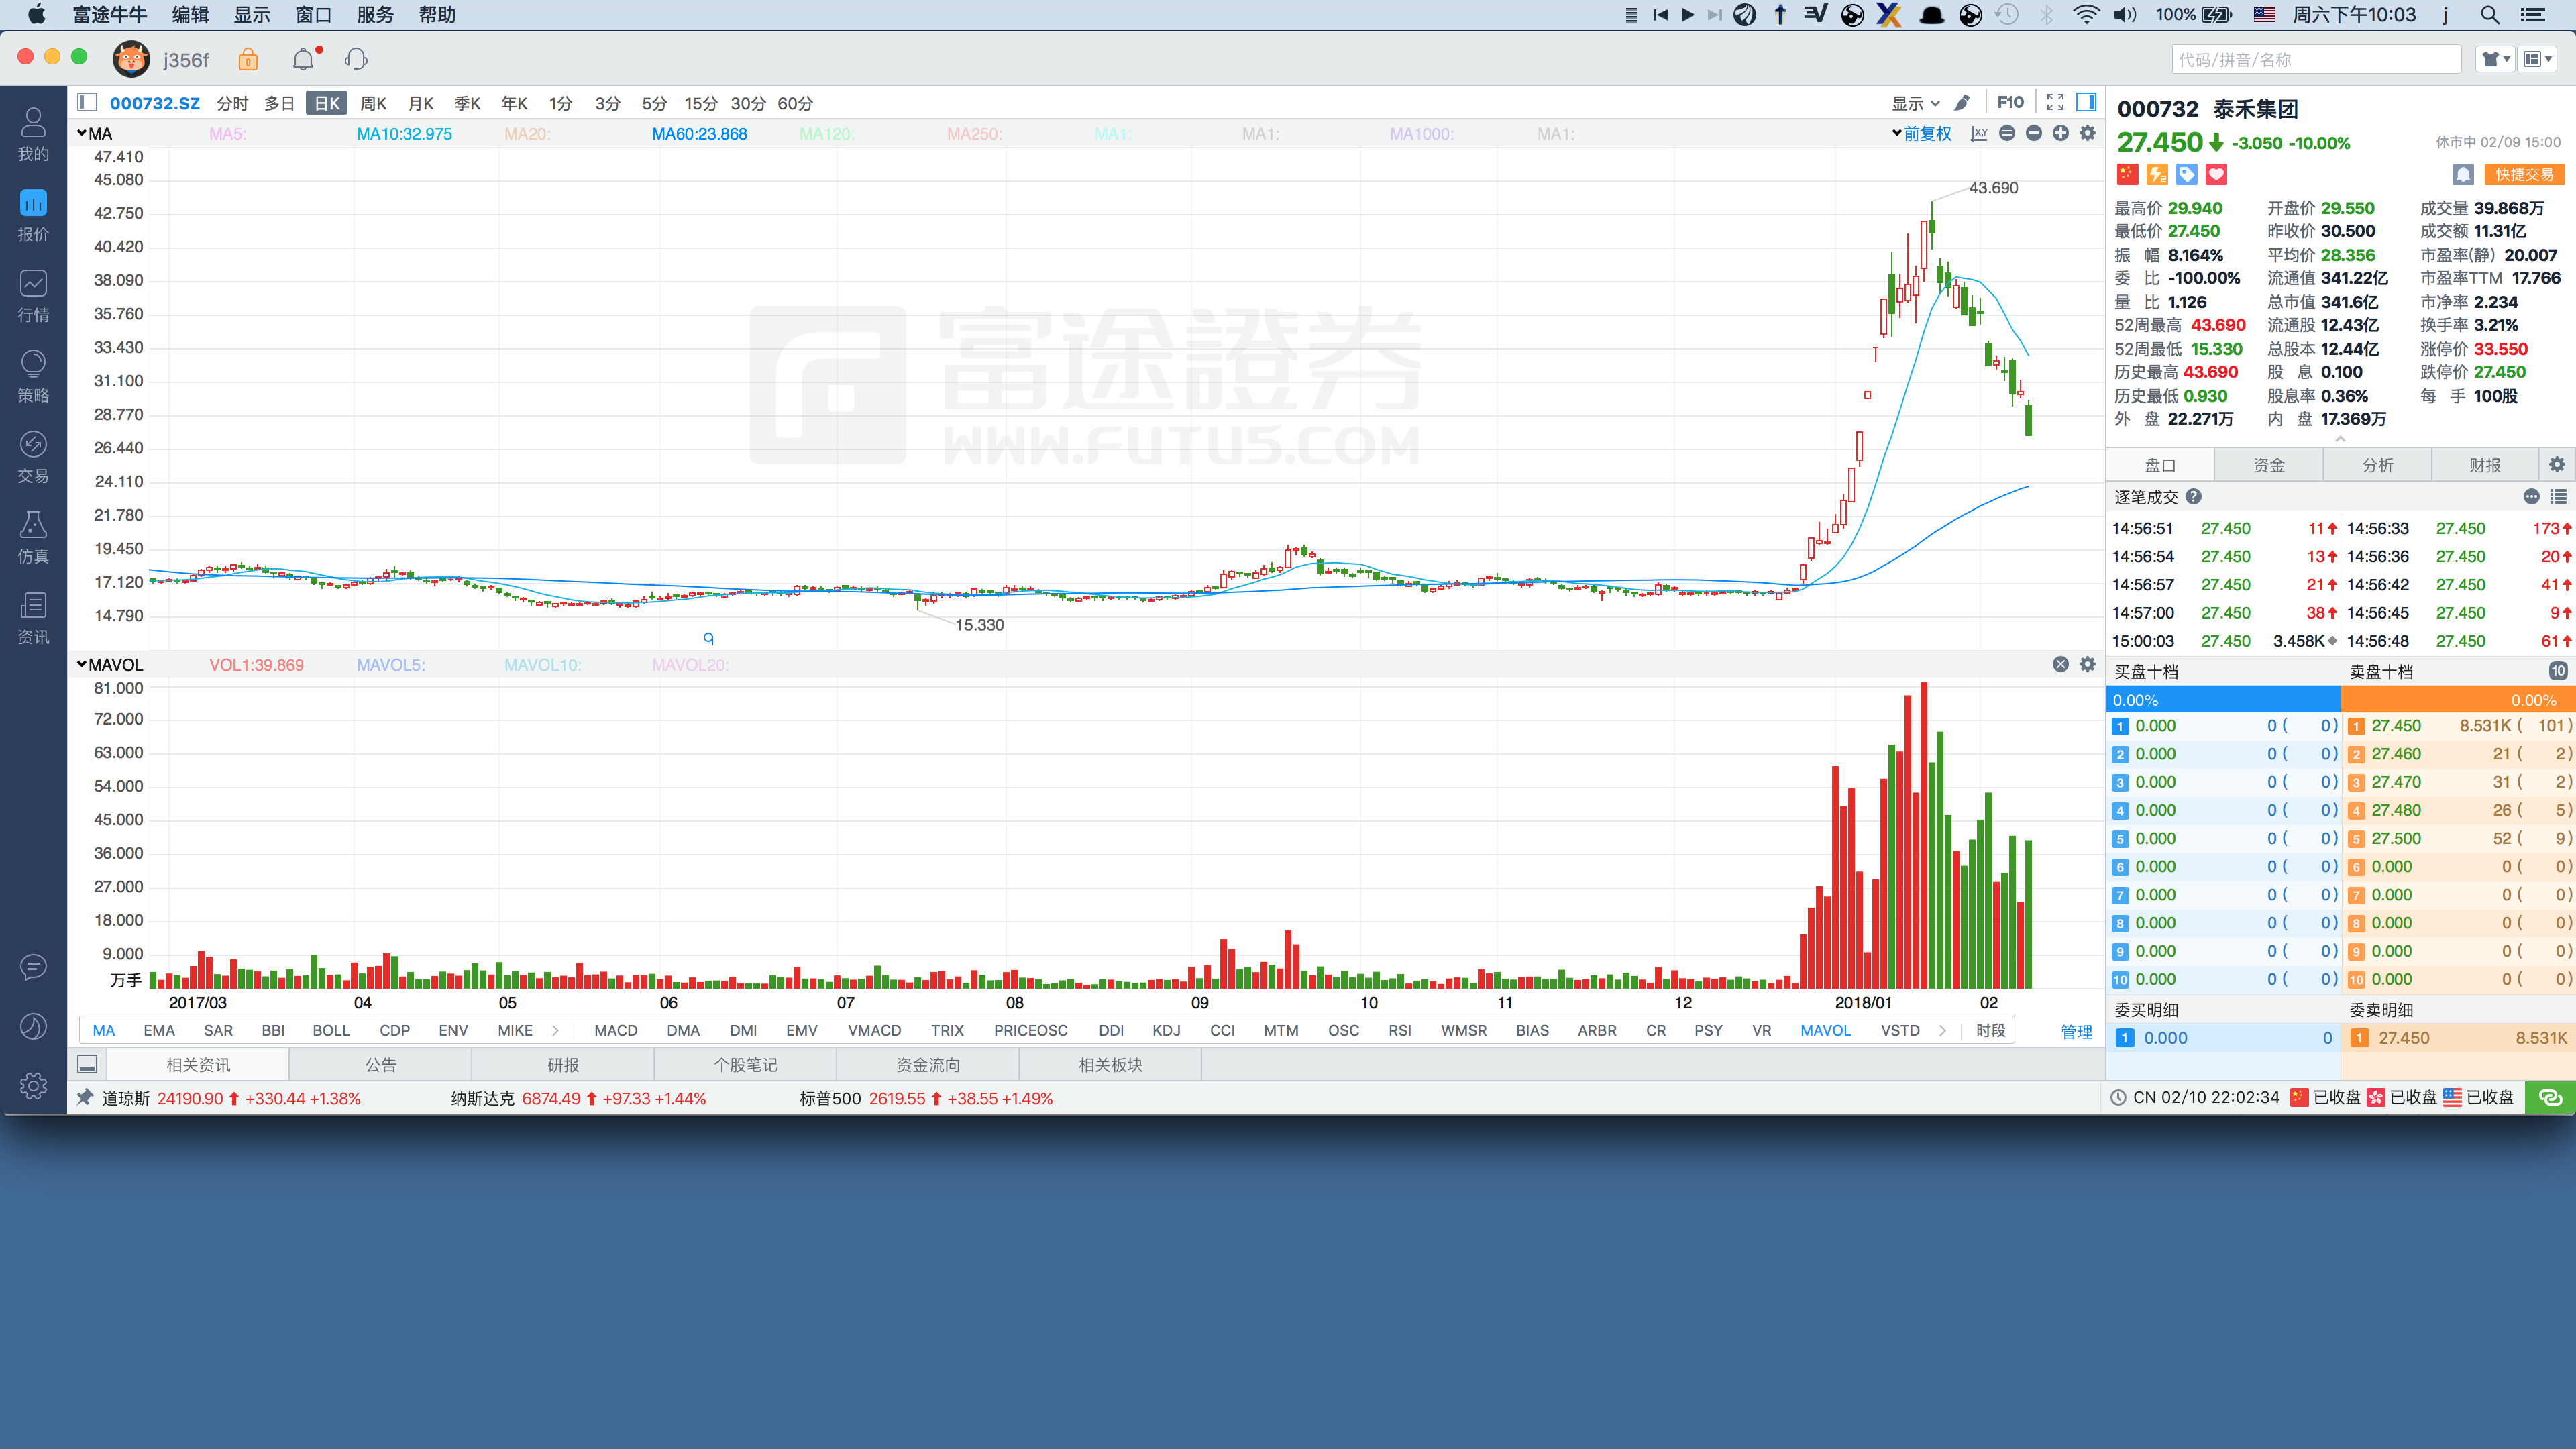 富途牛牛 编辑 显示 窗口 服务 帮助 100% 周六下午10:03 j
j356f 0 代码/拼音/名称
我的
报价
行情
策略
交易
仿真
资讯
000732.SZ 分时 多日 日K 周K 月K 季K 年K 1分 3分 5分 15分 30分 60分 显示 F10
MA MA5: MA10:32.975 MA20: MA60:23.868 MA120: MA250: MA1: MA1: MA1000: MA1: 前复权
47.410
45.080
42.750
40.420
38.090
35.760
33.430
31.100
28.770
26.440
24.110
21.780
19.450
17.120
14.790
43.690
15.330
富途證券
WWW.FUTU5.COM
MAVOL VOL1:39.869 MAVOL5: MAVOL10: MAVOL20:
81.000
72.000
63.000
54.000
45.000
36.000
27.000
18.000
9.000
万手
2017/03 04 05 06 07 08 09 10 11 12 2018/01 02
MA EMA SAR BBI BOLL CDP ENV MIKE MACD DMA DMI EMV VMACD TRIX PRICEOSC DDI KDJ CCI MTM OSC RSI WMSR BIAS ARBR CR PSY VR MAVOL VSTD 时段 管理
相关资讯 公告 研报 个股笔记 资金流向 相关板块
道琼斯 24190.90 +330.44 +1.38% 纳斯达克 6874.49 +97.33 +1.44% 标普500 2619.55 +38.55 +1.49%
000732 泰禾集团
27.450 -3.050 -10.00% 休市中 02/09 15:00
快捷交易
最高价 29.940 开盘价 29.550 成交量 39.868万
最低价 27.450 昨收价 30.500 成交额 11.31亿
振 幅 8.164% 平均价 28.356 市盈率(静) 20.007
委 比 -100.00% 流通值 341.22亿 市盈率TTM 17.766
量 比 1.126 总市值 341.6亿 市净率 2.234
52周最高 43.690 流通股 12.43亿 换手率 3.21%
52周最低 15.330 总股本 12.44亿 涨停价 33.550
历史最高 43.690 股 息 0.100 跌停价 27.450
历史最低 0.930 股息率 0.36% 每 手 100股
外 盘 22.271万 内 盘 17.369万
盘口 资金 分析 财报
逐笔成交
14:56:51 27.450 11 14:56:33 27.450 173
14:56:54 27.450 13 14:56:36 27.450 20
14:56:57 27.450 21 14:56:42 27.450 41
14:57:00 27.450 38 14:56:45 27.450 9
15:00:03 27.450 3.458K 14:56:48 27.450 61
买盘十档 卖盘十档 10
0.00% 0.00%
1 0.000 0 ( 0) 1 27.450 8.531K ( 101)
2 0.000 0 ( 0) 2 27.460 21 ( 2)
3 0.000 0 ( 0) 3 27.470 31 ( 2)
4 0.000 0 ( 0) 4 27.480 26 ( 5)
5 0.000 0 ( 0) 5 27.500 52 ( 9)
6 0.000 0 ( 0) 6 0.000 0 ( 0)
7 0.000 0 ( 0) 7 0.000 0 ( 0)
8 0.000 0 ( 0) 8 0.000 0 ( 0)
9 0.000 0 ( 0) 9 0.000 0 ( 0)
10 0.000 0 ( 0) 10 0.000 0 ( 0)
委买明细 委卖明细
1 0.000 0 1 27.450 8.531K
CN 02/10 22:02:34 已收盘 已收盘 已收盘